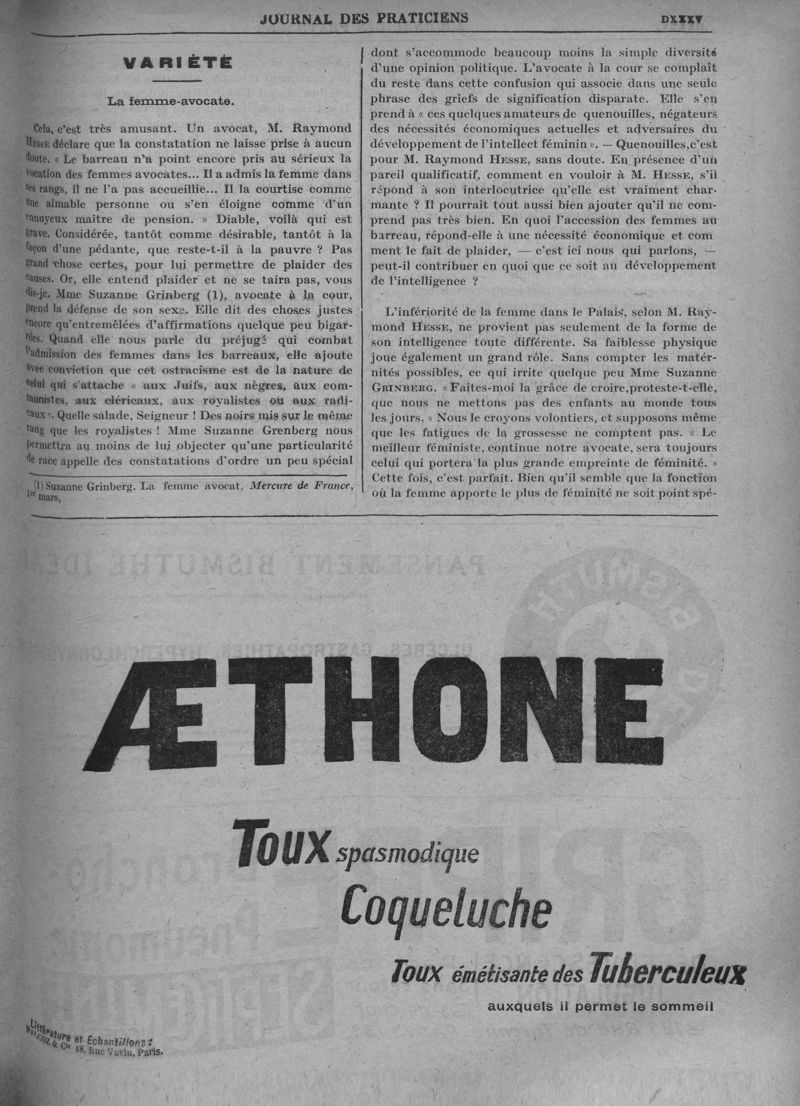 JOURNAL DES PRATICIENS
DXXXV
VARIÉTÉ
La femme-avocate.
Cela, c'est très amusant. Un avocat, M. Raymond
HESSE déclare que la constatation ne laisse prise à aucun
doute. « Le barreau n'a point encore pris au sérieux la
vocation des femmes avocates... Il a admis la femme dans
ses rangs, il ne l'a pas accueillie... Il la courtise comme
une aimable personne ou s'en éloigne comme d'un
ennuyeux maître de pension. » Diable, voilà qui est
grave. Considérée, tantôt comme désirable, tantôt à la
façon d'une pédante, que reste-t-il à la pauvre ? Pas
grand chose certes, pour lui permettre de plaider des
causes. Or, elle entend plaider et ne se taira pas, vous
dis-je. Mme Suzanne Grinberg (1), avocate à la cour,
prend la défense de son sexe. Elle dit des choses justes
encore qu'entremêlées d'affirmations quelque peu bigar-
rées. Quand elle nous parle du préjugé qui combat
l'admission des femmes dans les barreaux, elle ajoute
avec conviction que cet ostracisme est de la nature de
celui qui s'attache « aux Juifs, aux nègres, aux com-
munistes, aux cléricaux, aux royalistes ou aux radi-
caux ». Quelle salade, Seigneur ! Des noirs mis sur le même
rang que les royalistes ! Mme Suzanne Grenberg nous
permettra au moins de lui objecter qu'une particularité
de race appelle des constatations d'ordre un peu spécial
(1) Suzanne Grinberg. La femme avocat, Mercure de France,
1er mars,
dont s'accommode beaucoup moins la simple diversité
d'une opinion politique. L'avocate à la cour se complaît
du reste dans cette confusion qui associe dans une seule
phrase des griefs de signification disparate. Elle s'en
prend à « ces quelques amateurs de quenouilles, négateurs
des nécessités économiques actuelles et adversaires du
développement de l'intellect féminin ». — Quenouilles, c'est
pour M. Raymond HESSE, sans doute. En présence d'un
pareil qualificatif, comment en vouloir à M. HESSE, s'il
répond à son interlocutrice qu'elle est vraiment char-
mante ? Il pourrait tout aussi bien ajouter qu'il ne com-
prend pas très bien. En quoi l'accession des femmes au
barreau, répond-elle à une nécessité économique et com
ment le fait de plaider, — c'est ici nous qui parlons, —
peut-il contribuer en quoi que ce soit au développement
de l'intelligence ?
L'infériorité de la femme dans le Palais, selon M. Ray-
mond HESSE, ne provient pas seulement de la forme de
son intelligence toute différente. Sa faiblesse physique
joue également un grand rôle. Sans compter les matér-
nités possibles, ce qui irrite quelque peu Mme Suzanne
GRINBERG. «Faites-moi la grâce de croire,proteste-t-elle,
que nous ne mettons pas des enfants au monde tous
les jours. » Nous le croyons volontiers, et supposons même
que les fatigues de la grossesse ne comptent pas. « Le
meilleur féministe, continue notre avocate, sera toujours
celui qui portera la plus grande empreinte de féminité. »
Cette fois, c'est parfait. Bien qu'il semble que la fonction
où la femme apporte le plus de féminité ne soit point spé-
ÆTHONE
TOUX spasmodique
Coqueluche
Toux émétisante des Tuberculeux
auxquels il permet le sommeil
Littérature et Echantillons :
& Cie 18, Rue Vavin, Paris.